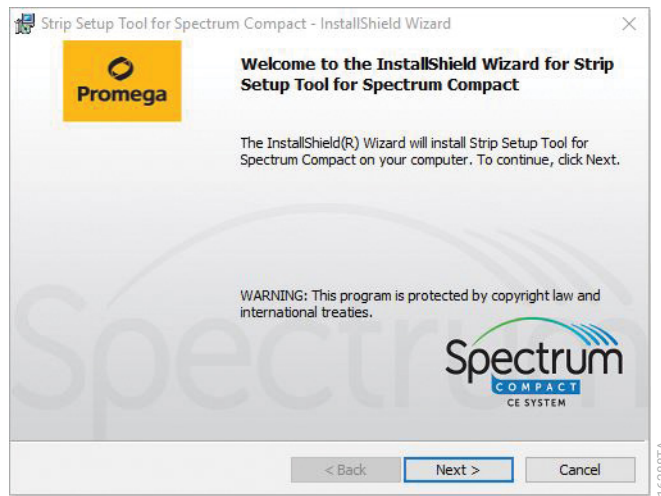 Strip Setup Tool for Spectrum Compact - InstallShield Wizard
Promega
Welcome to the InstallShield Wizard for Strip
Setup Tool for Spectrum Compact
The InstallShield(R) Wizard will install Strip Setup Tool for
Spectrum Compact on your computer. To continue, click Next.
WARNING: This program is protected by copyright law and
international treaties.
Spectrum
Spectrum
COMPACT
CE SYSTEM
< Back
Next >
Cancel